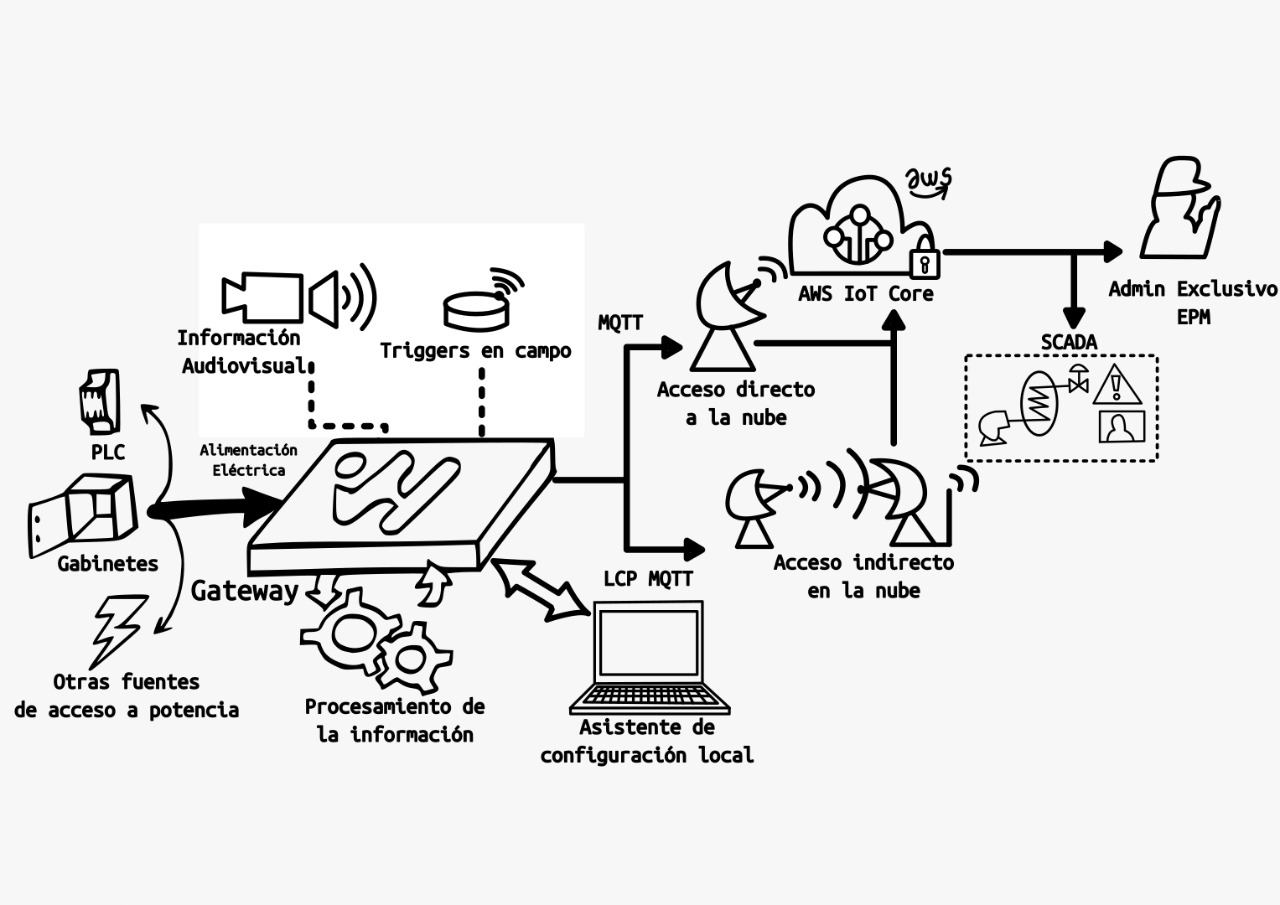 aws
AWS IoT Core
Admin Exclusivo
EPM
Información
Audiovisual
Triggers en campo
MQTT
SCADA
Acceso directo
a la nube
PLC
Alimentación
Eléctrica
Gabinetes
Gateway
LCP MQTT
Acceso indirecto
en la nube
Otras fuentes
de acceso a potencia
Procesamiento de
la información
Asistente de
configuración local